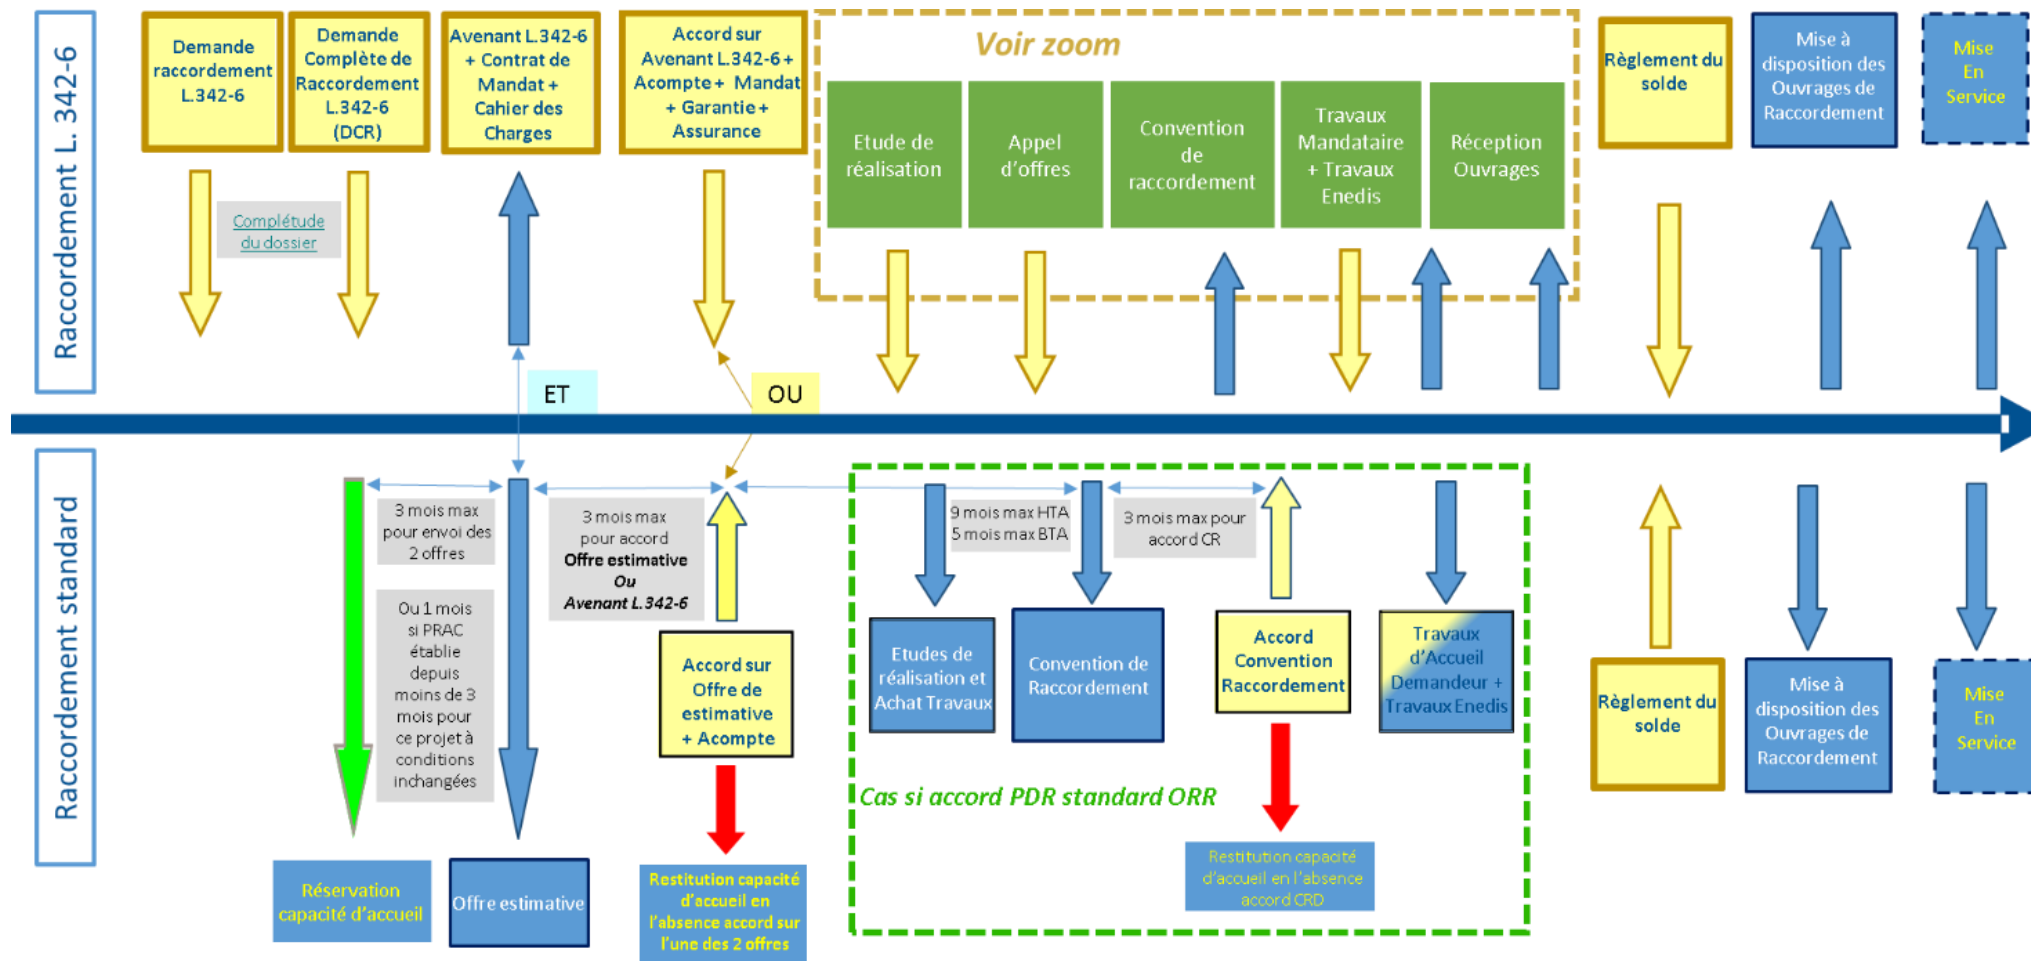 Raccordement L. 342-6
Demande
raccordement
L.342-6
Demande
Complète de
Raccordement
L.342-6
(DCR)
Avenant L.342-6
+ Contrat de
Mandat +
Cahier des
Charges
Accord sur
Avenant L.342-6 +
Acompte + Mandat
+ Garantie +
Assurance
Voir zoom
Etude de
réalisation
Appel
d'offres
Convention
de
raccordement
Travaux
Mandataire
+ Travaux
Enedis
Réception
Ouvrages
Règlement du
solde
Mise à
disposition des
Ouvrages de
Raccordement
Mise
En
Service
Complétude
du dossier
ET
OU
Raccordement standard
3 mois max
pour envoi des
2 offres
Ou 1 mois
si PRAC
établie
depuis
moins de 3
mois pour
ce projet à
conditions
inchangées
3 mois max
pour accord
Offre estimative
Ou
Avenant L.342-6
Accord sur
Offre de
estimative
+ Acompte
9 mois max HTA
5 mois max BTA
3 mois max pour
accord CR
Etudes de
réalisation et
Achat Travaux
Convention de
Raccordement
Accord
Convention
Raccordement
Travaux
d'Accueil
Demandeur +
Travaux Enedis
Règlement du
solde
Mise à
disposition des
Ouvrages de
Raccordement
Mise
En
Service
Cas si accord PDR standard ORR
Réservation
capacité d'accueil
Offre estimative
Restitution capacité
d'accueil en
l'absence accord sur
l'une des 2 offres
Restitution capacité
d'accueil en l'absence
accord CRD